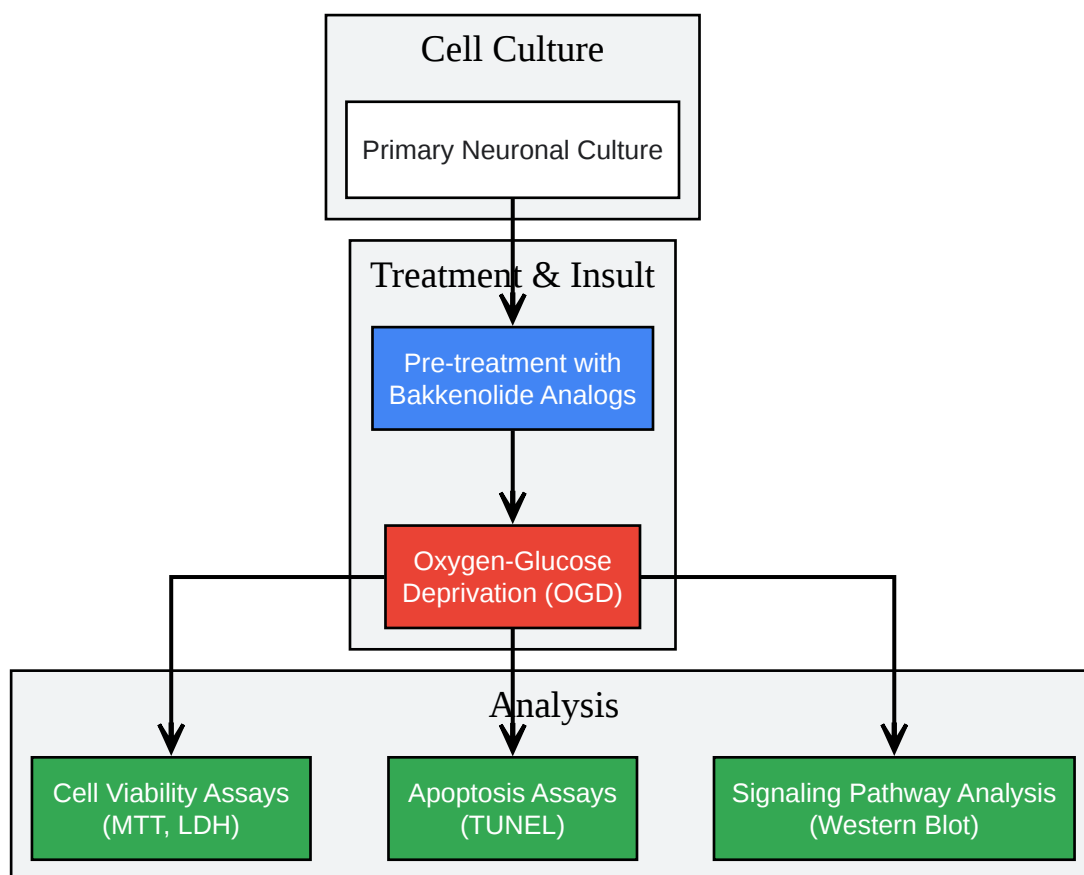 Cell Culture
Primary Neuronal Culture
Treatment & Insult
Pre-treatment with
Bakkenolide Analogs
Oxygen-Glucose
Deprivation (OGD)
Analysis
Cell Viability Assays
(MTT, LDH)
Apoptosis Assays
(TUNEL)
Signaling Pathway Analysis
(Western Blot)